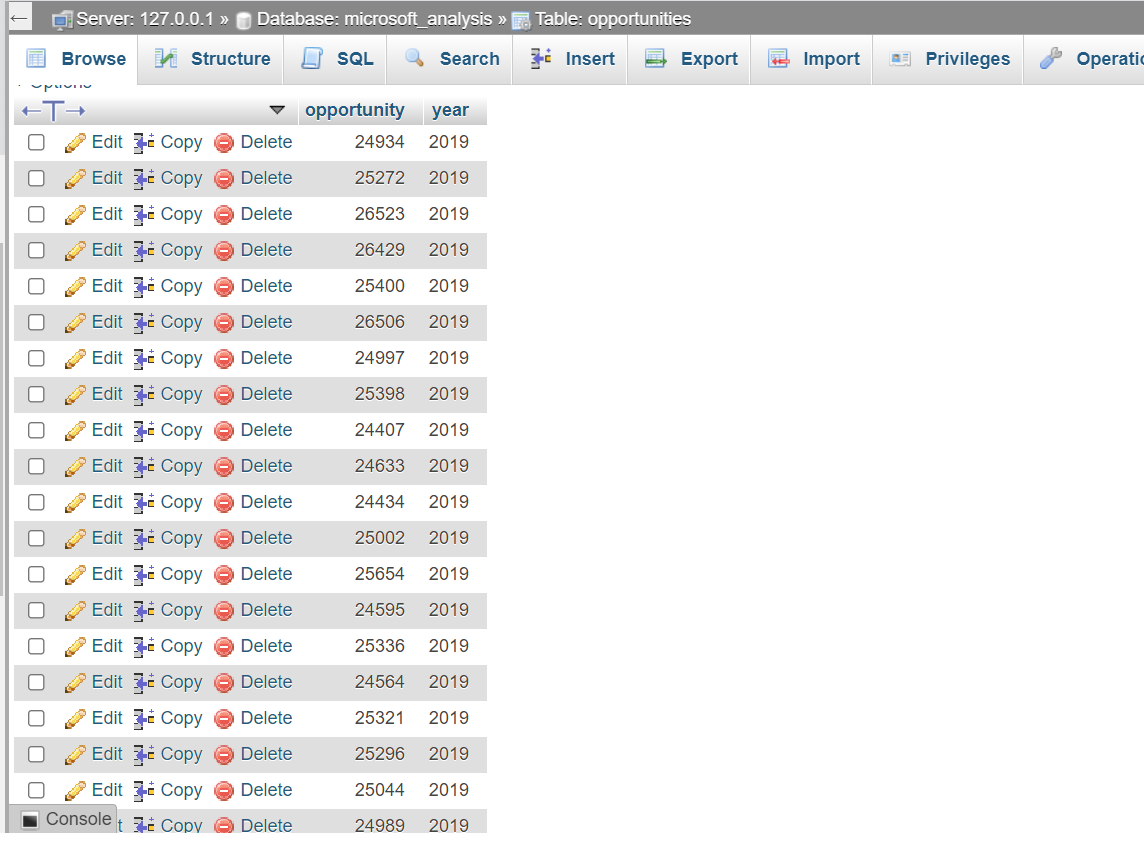 Server: 127.0.0.1 » Database: microsoft_analysis » Table: opportunities
Browse Structure SQL Search Insert Export Import Privileges Operatio
Options
opportunity year
Edit Copy Delete 24934 2019
Edit Copy Delete 25272 2019
Edit Copy Delete 26523 2019
Edit Copy Delete 26429 2019
Edit Copy Delete 25400 2019
Edit Copy Delete 26506 2019
Edit Copy Delete 24997 2019
Edit Copy Delete 25398 2019
Edit Copy Delete 24407 2019
Edit Copy Delete 24633 2019
Edit Copy Delete 24434 2019
Edit Copy Delete 25002 2019
Edit Copy Delete 25654 2019
Edit Copy Delete 24595 2019
Edit Copy Delete 25336 2019
Edit Copy Delete 24564 2019
Edit Copy Delete 25321 2019
Edit Copy Delete 25296 2019
Edit Copy Delete 25044 2019
Console t Copy Delete 24989 2019